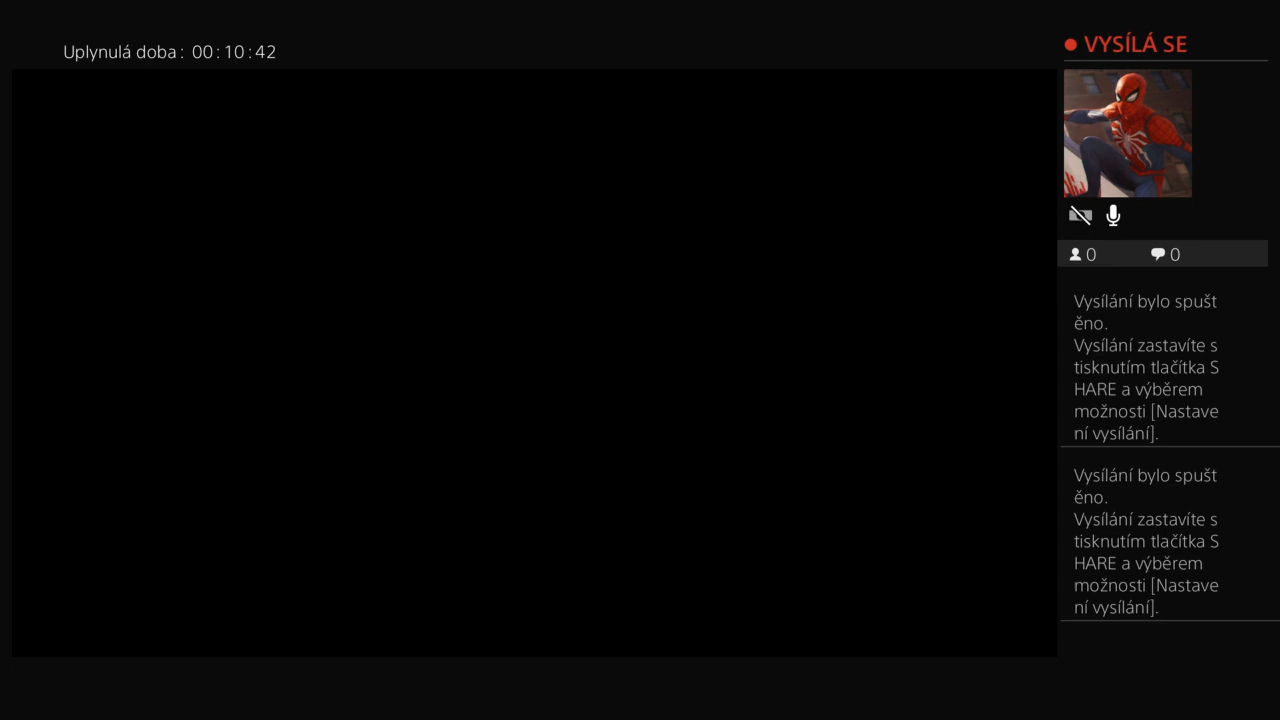 Uplynulá doba: 00:10:42
VYSÍLÁ SE
0 0
Vysílání bylo spušt
ěno.
Vysílání zastavíte s
tisknutím tlačítka S
HARE a výběrem
možnosti [Nastave
ní vysílání].
Vysílání bylo spušt
ěno.
Vysílání zastavíte s
tisknutím tlačítka S
HARE a výběrem
možnosti [Nastave
ní vysílání].